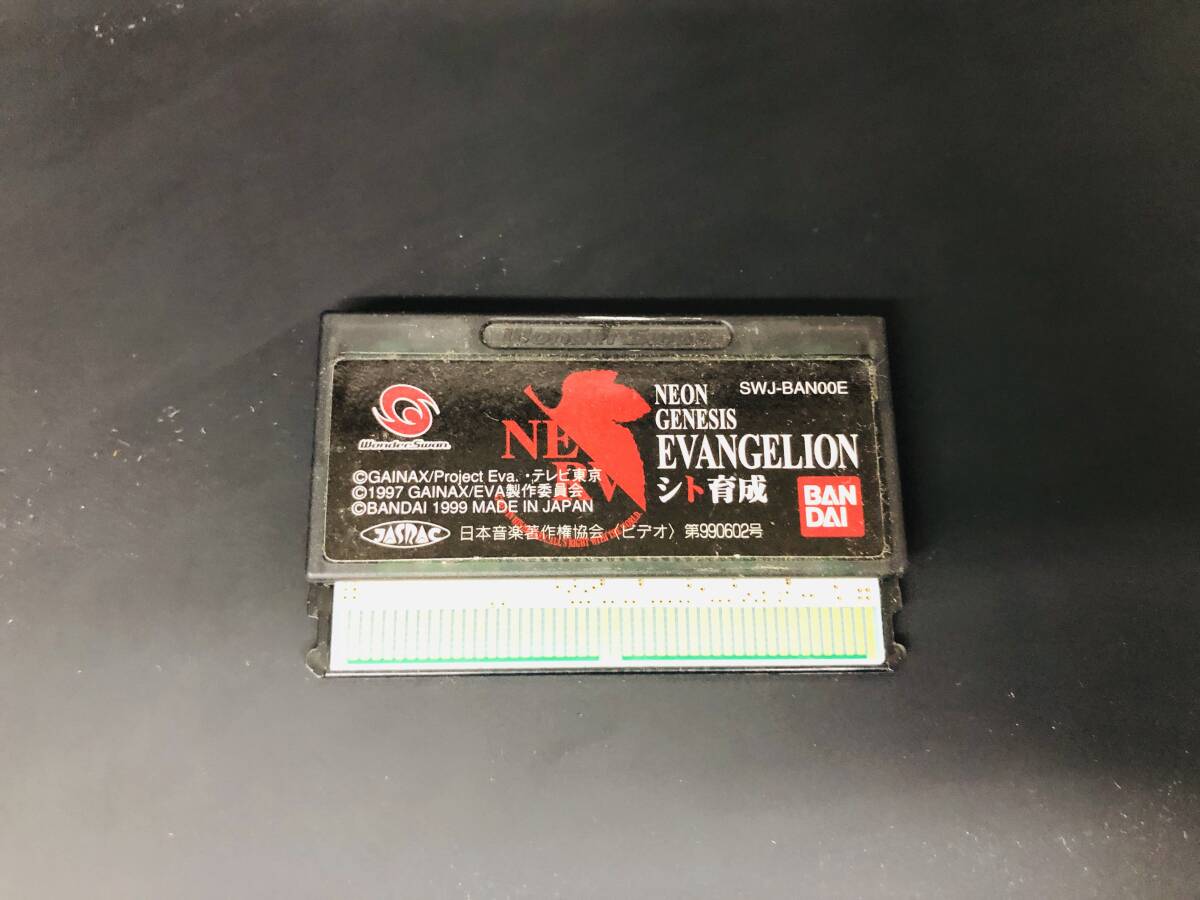 WonderSwan
WonderSwan
NERV
NEON
GENESIS
EVANGELION
シト育成
SWJ-BAN00E
©GAINAX/Project Eva.・テレビ東京
©1997 GAINAX/EVA製作委員会
©BANDAI 1999 MADE IN JAPAN
BAN
DAI
JASRAC 日本音楽著作権協会〈ビデオ〉第990602号